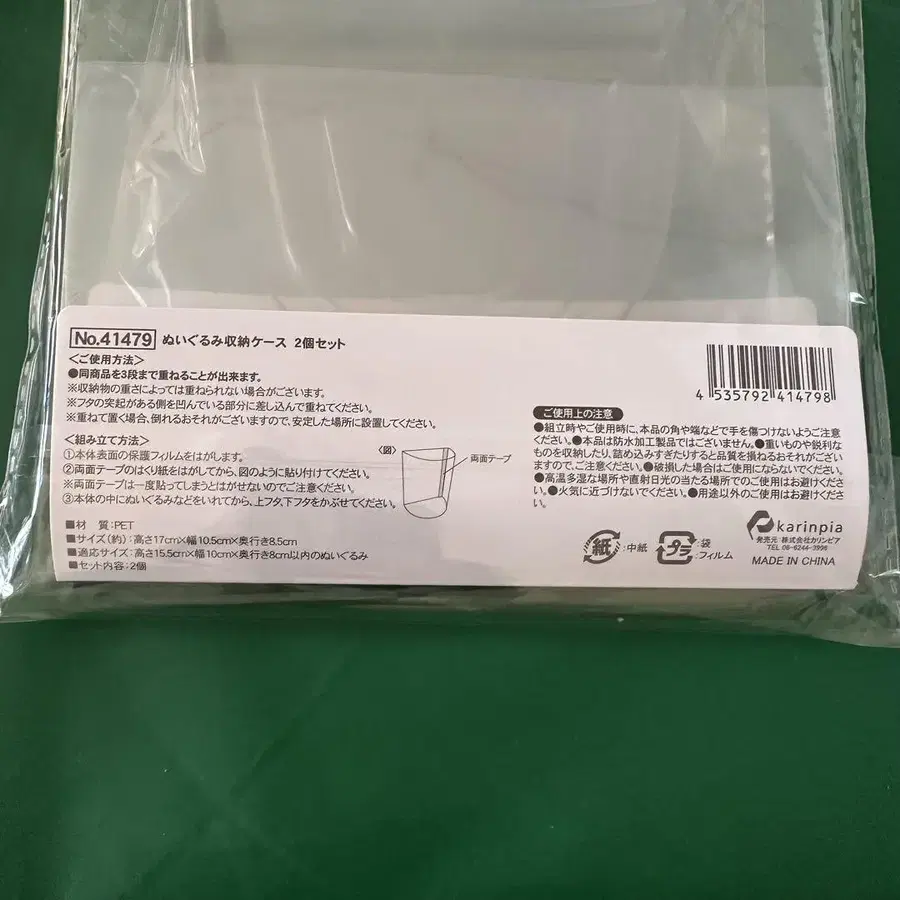 No.41479 ぬいぐるみ収納ケース 2個セット
＜ご使用方法＞
●同商品を3段まで重ねることが出来ます。
※収納物の重さによっては重ねられない場合がございます。
※フタの突起がある側を凹んでいる部分に差し込んで重ねてください。
※重ねて置く場合、倒れるおそれがございますので、安定した場所に設置してください。
＜組み立て方法＞
①本体表面の保護フィルムをはがします。
②両面テープのはくり紙をはがしてから、図のように貼り付けてください。
※両面テープは一度貼ってしまうとはがせないのでご注意ください。
③本体の中にぬいぐるみなどをいれてから、上フタ、下フタをかぶせてください。
＜図＞
両面テープ
■材 質:PET
■サイズ(約):高さ17cm×幅10.5cm×奥行き8.5cm
■適応サイズ:高さ15.5cm×幅10cm×奥行き8cm以内のぬいぐるみ
■セット内容:2個
4 535792 414798
ご使用上の注意
●組立時やご使用時に、本品の角や端などで手を傷つけないようご注意
ください。●本品は防水加工製品ではございません。●重いものや鋭利な
ものを収納したり、詰め込みすぎたりすると品質を損ねるおそれがござい
ますので、ご注意ください。●破損した場合はご使用にならないでください。
●高温多湿な場所や直射日光の当たる場所でのご使用はお避けくださ
い。●火気に近づけないでください。●用途以外のご使用はお避けください。
紙 :中紙
プラ :袋
フィルム
karinpia
発売元:株式会社カリンピア
TEL 06-6244-3996
MADE IN CHINA